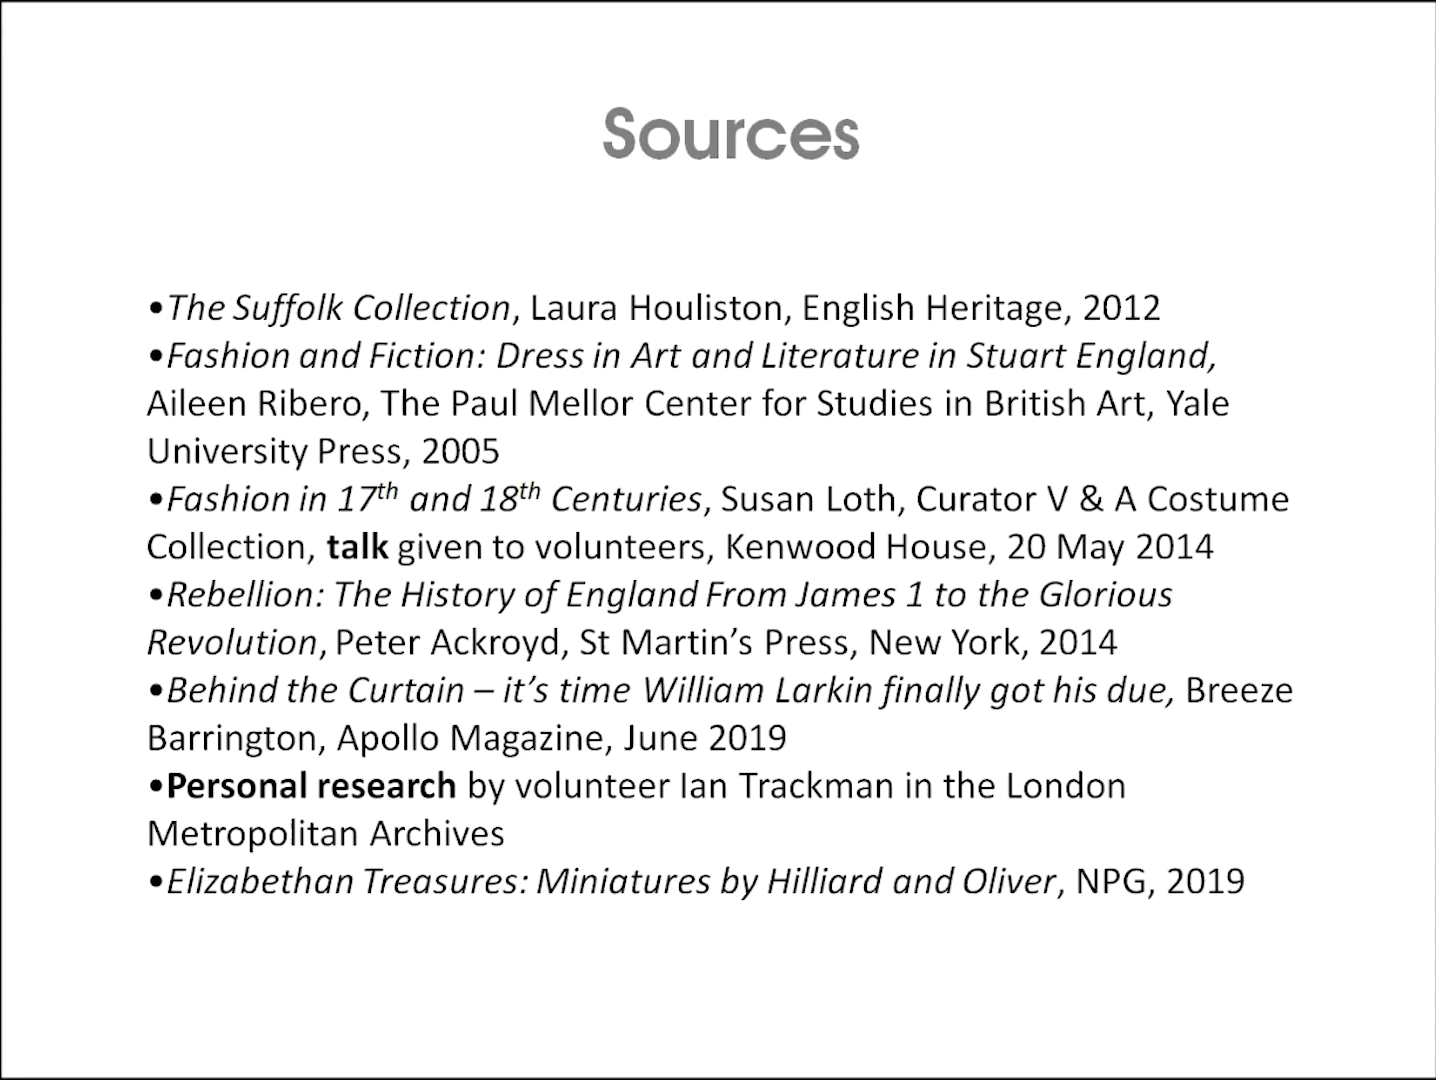 Sources
•The Suffolk Collection, Laura Houliston, English Heritage, 2012
•Fashion and Fiction: Dress in Art and Literature in Stuart England,
Aileen Ribero, The Paul Mellor Center for Studies in British Art, Yale
University Press, 2005
•Fashion in 17th and 18th Centuries, Susan Loth, Curator V & A Costume
Collection, talk given to volunteers, Kenwood House, 20 May 2014
•Rebellion: The History of England From James 1 to the Glorious
Revolution, Peter Ackroyd, St Martin’s Press, New York, 2014
•Behind the Curtain – it’s time William Larkin finally got his due, Breeze
Barrington, Apollo Magazine, June 2019
•Personal research by volunteer Ian Trackman in the London
Metropolitan Archives
•Elizabethan Treasures: Miniatures by Hilliard and Oliver, NPG, 2019